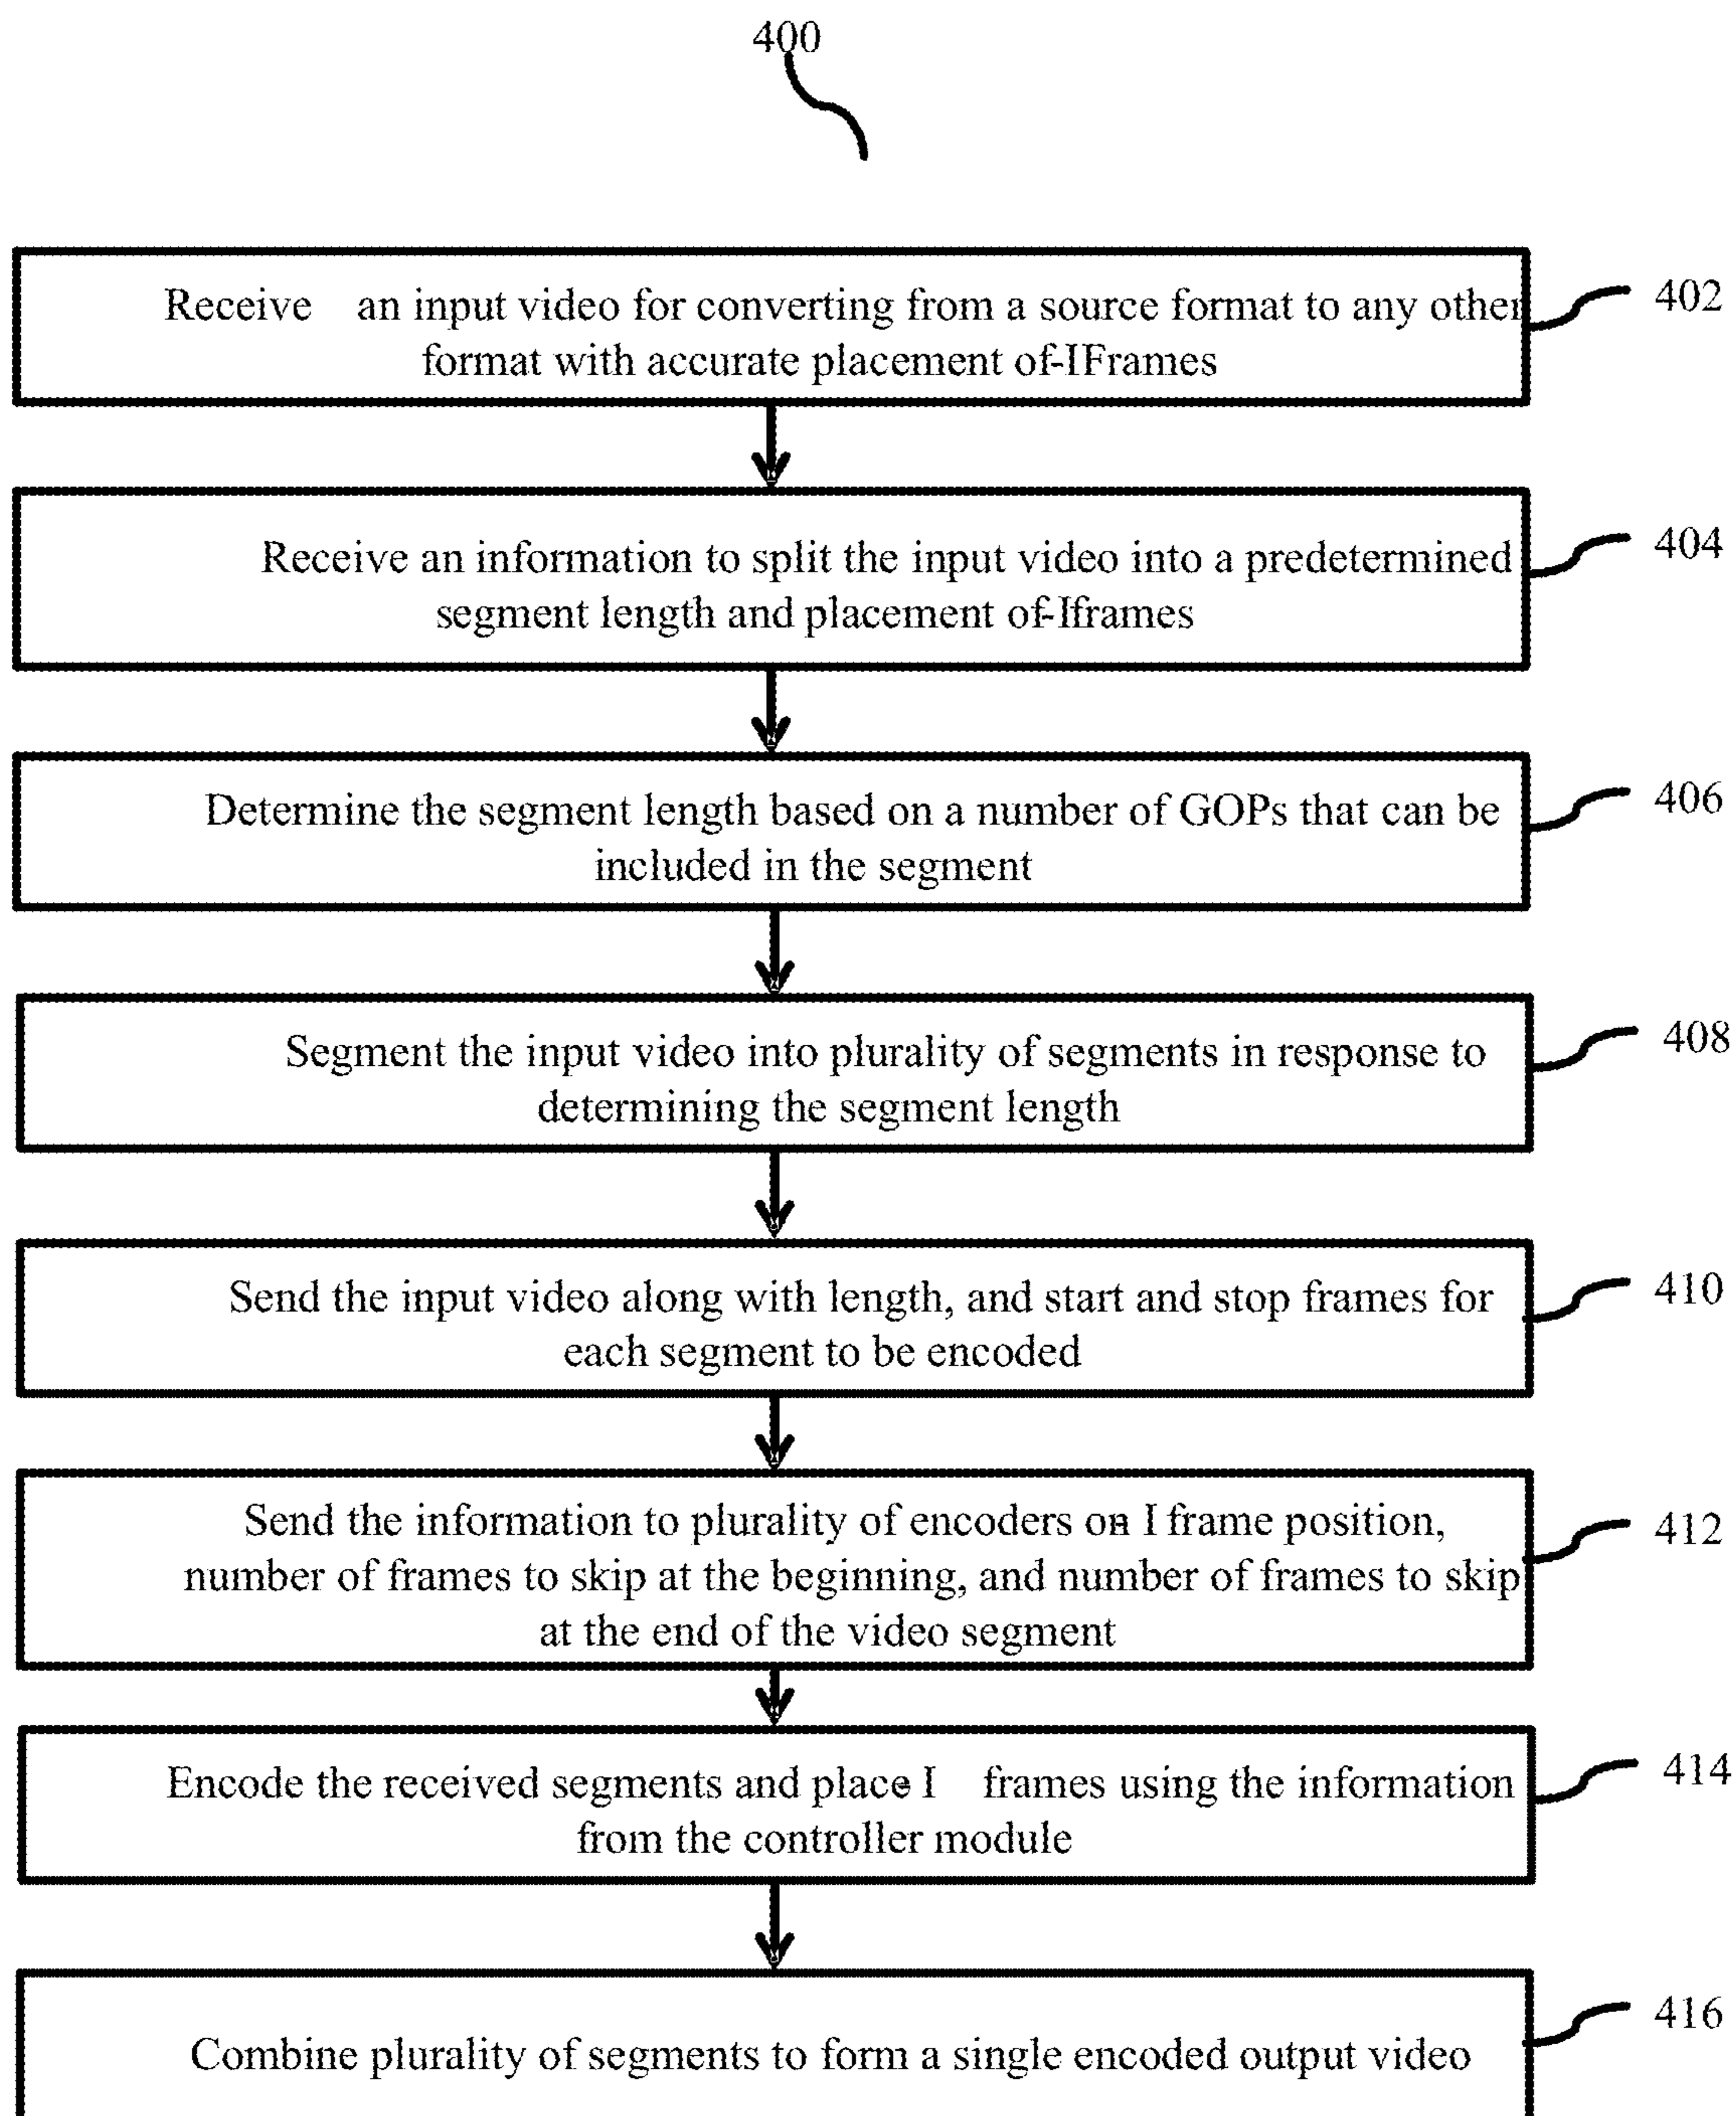 400
Receive an input video for converting from a source format to any other
format with accurate placement of-IFrames
402
Receive an information to split the input video into a predetermined
segment length and placement of-Iframes
404
Determine the segment length based on a number of GOPs that can be
included in the segment
406
Segment the input video into plurality of segments in response to
determining the segment length
408
Send the input video along with length, and start and stop frames for
each segment to be encoded
410
Send the information to plurality of encoders on I frame position,
number of frames to skip at the beginning, and number of frames to skip
at the end of the video segment
412
Encode the received segments and place I frames using the information
from the controller module
414
Combine plurality of segments to form a single encoded output video
416